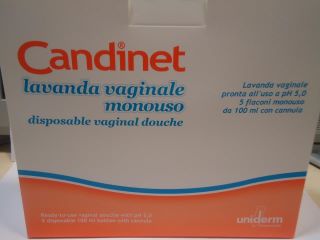 Candinet®
lavanda vaginale
monouso
disposable vaginal douche
Lavanda vaginale
pronta all'uso a pH 5,0
5 flaconi monouso
da 100 ml con cannula
Ready-to-use vaginal douche with pH 5,0
5 disposable 100 ml bottles with cannula
uniderm